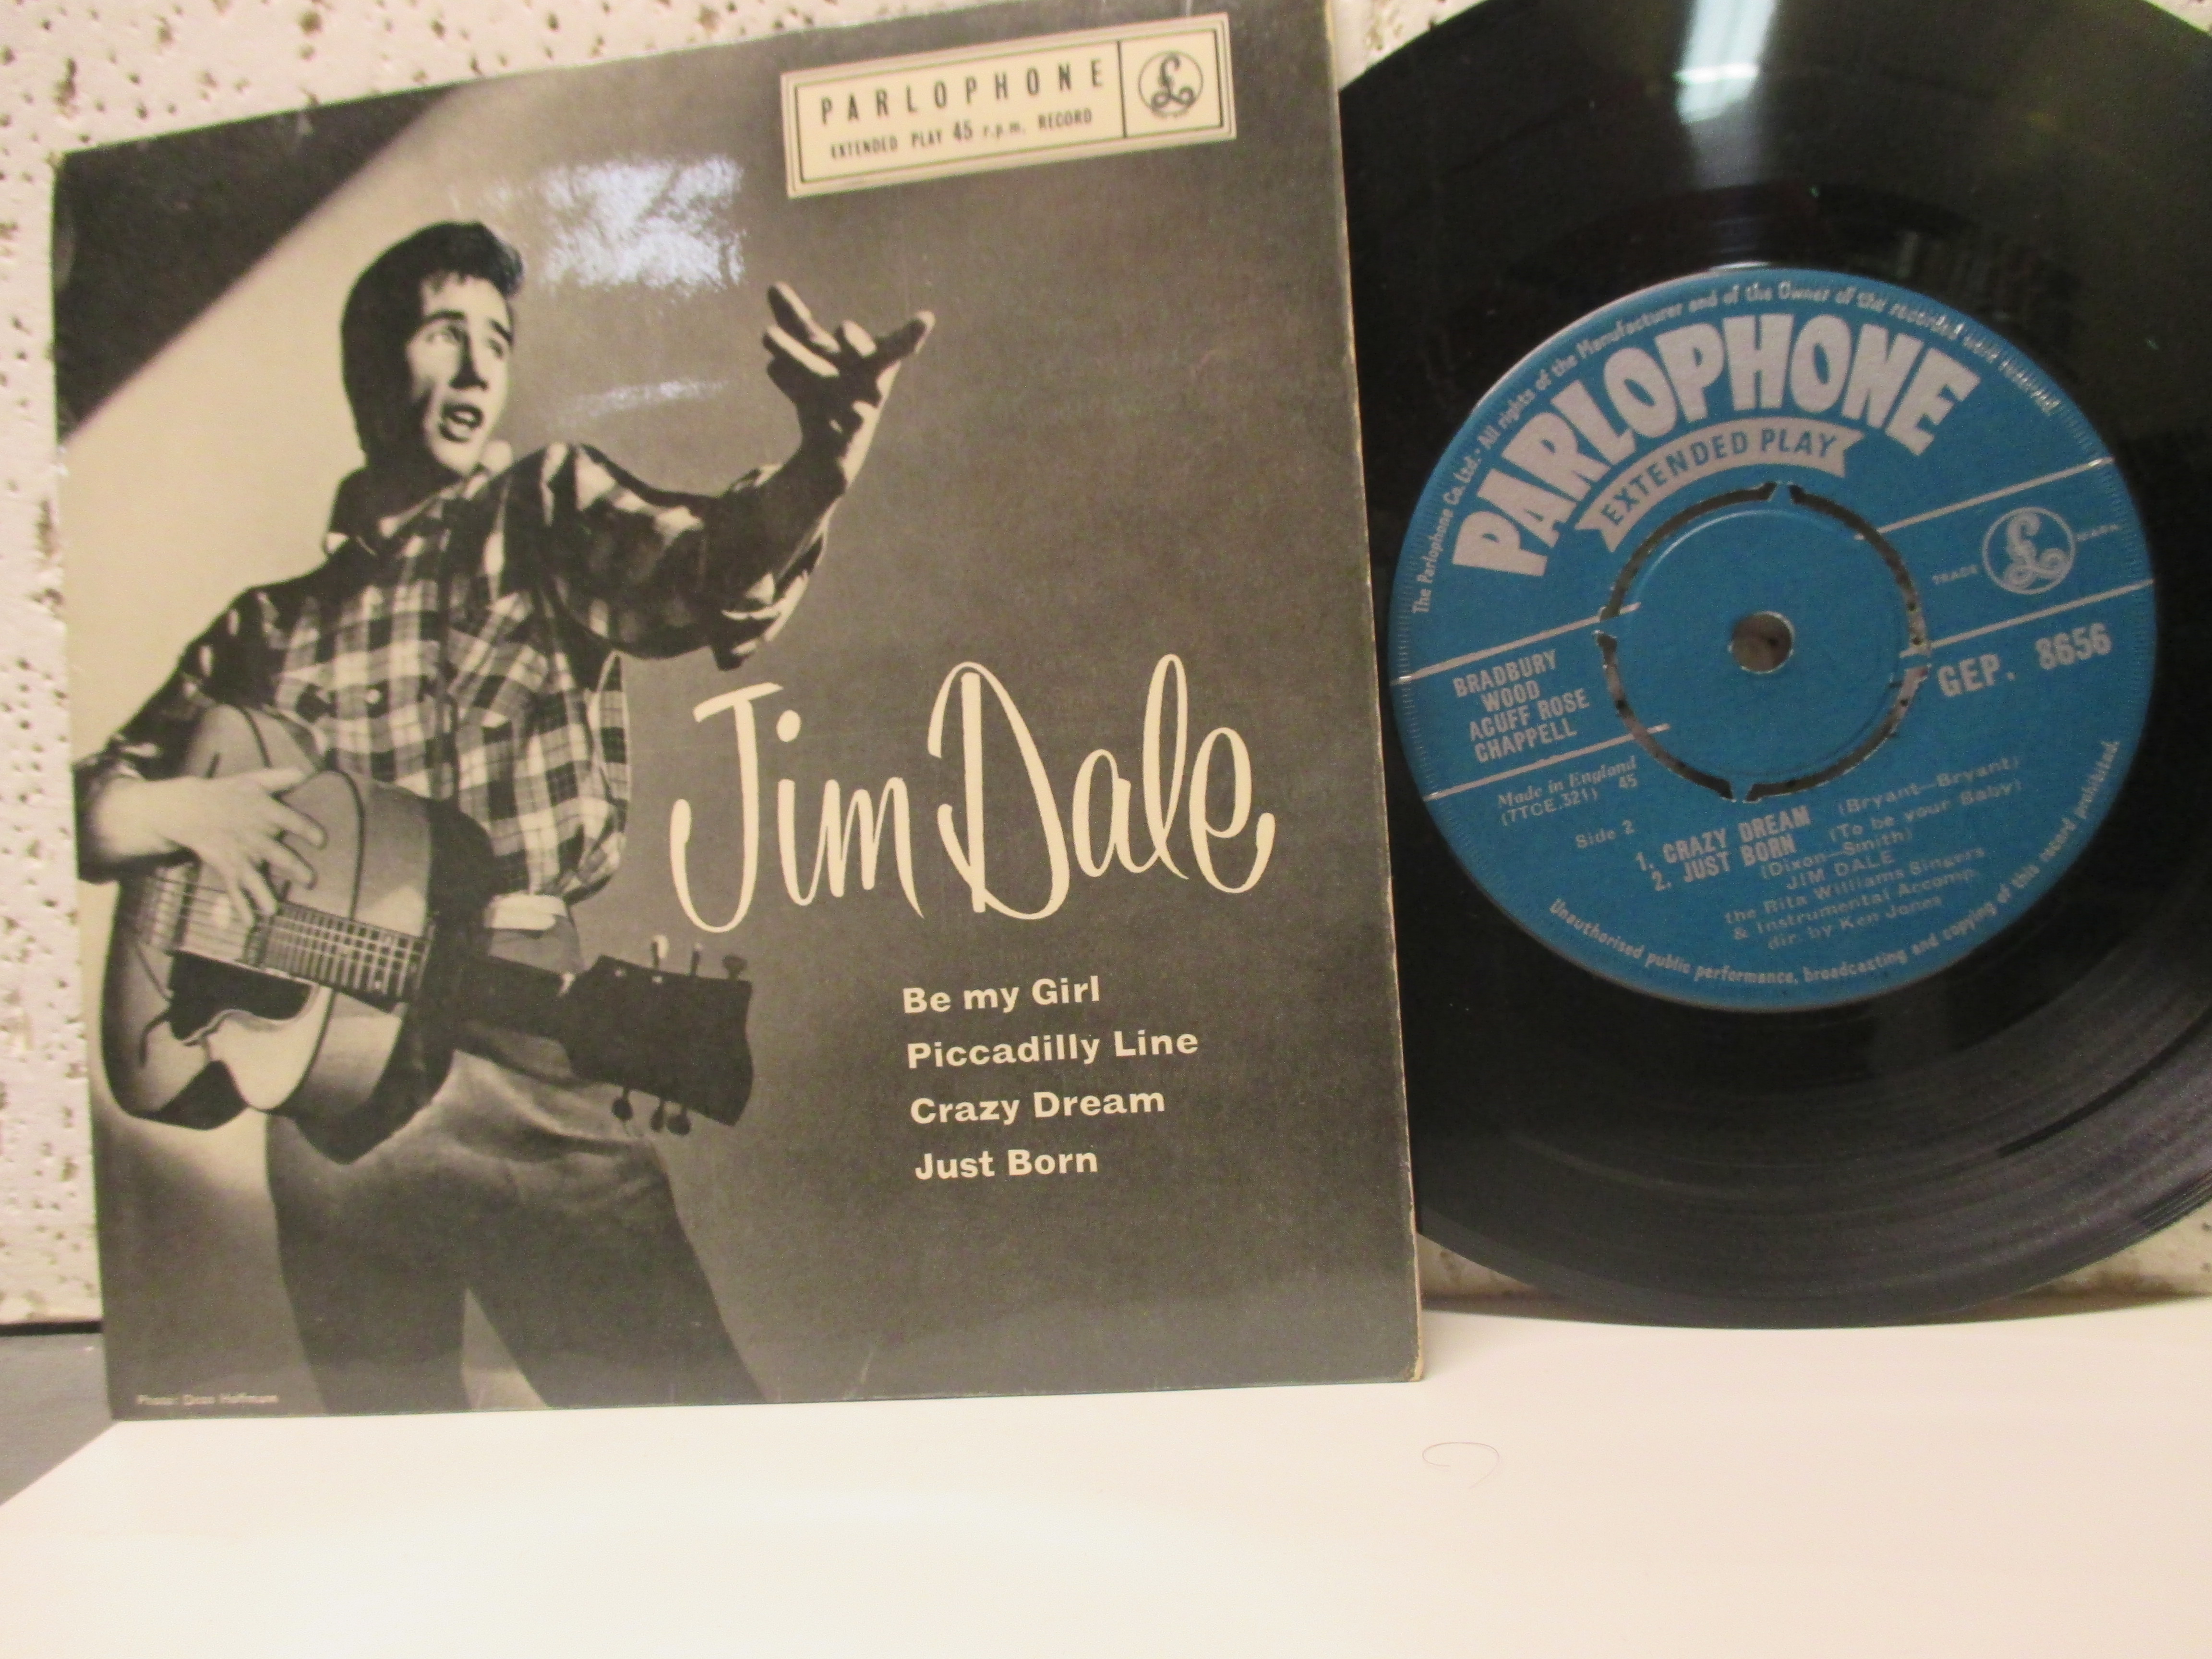 PARLOPHONE
EXTENDED PLAY 45 r.p.m. RECORD
Jim Dale
Be my Girl
Piccadilly Line
Crazy Dream
Just Born
Photo: Dezo Hoffmann
The Parlophone Co. Ltd. · All rights of the Manufacturer and of the Owner of the recorded work reserved
PARLOPHONE
EXTENDED PLAY
TRADE MARK
BRADBURY
WOOD
ACUFF ROSE
CHAPPELL
GEP. 8656
Made in England
(7TCE.321) 45
Side 2
1. CRAZY DREAM (Bryant—Bryant)
2. JUST BORN (To be your Baby)
(Dixon—Smith)
JIM DALE
the Rita Williams Singers
& Instrumental Accomp.
dir. by Ken Jones
Unauthorised public performance, broadcasting and copying of this record prohibited.